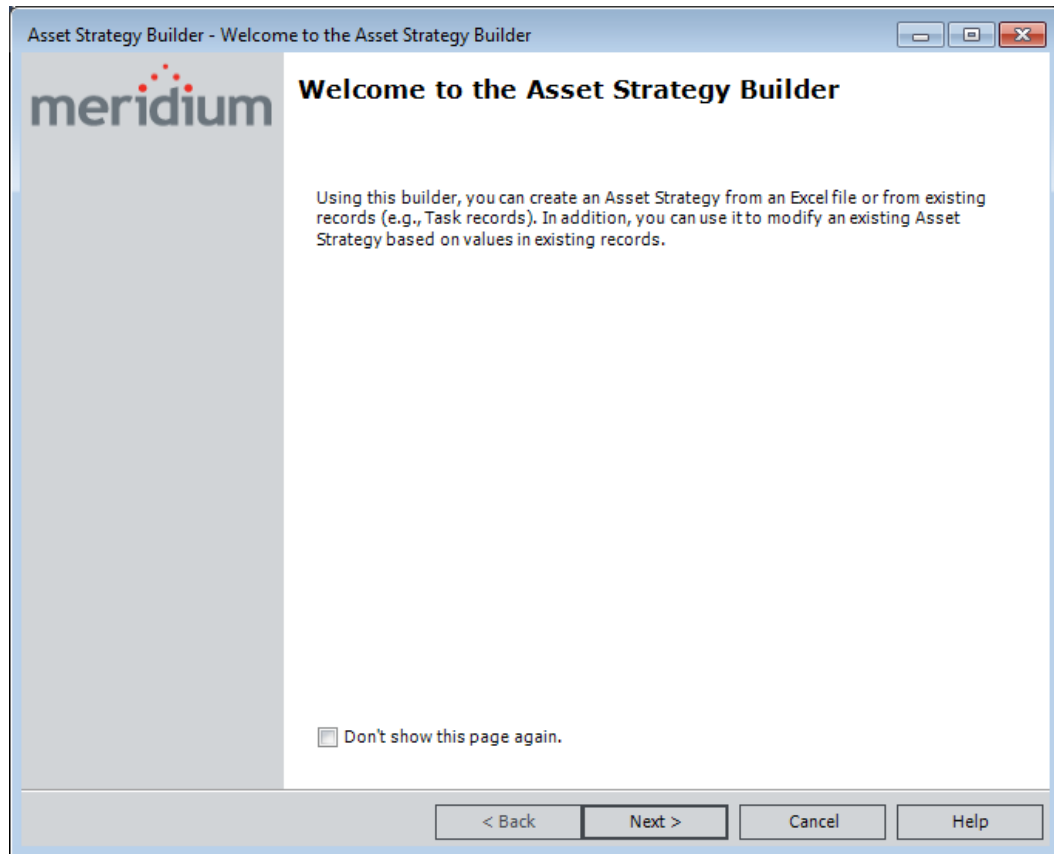 Asset Strategy Builder - Welcome to the Asset Strategy Builder
meridium
Welcome to the Asset Strategy Builder
Using this builder, you can create an Asset Strategy from an Excel file or from existing
records (e.g., Task records). In addition, you can use it to modify an existing Asset
Strategy based on values in existing records.
Don't show this page again.
< Back Next > Cancel Help